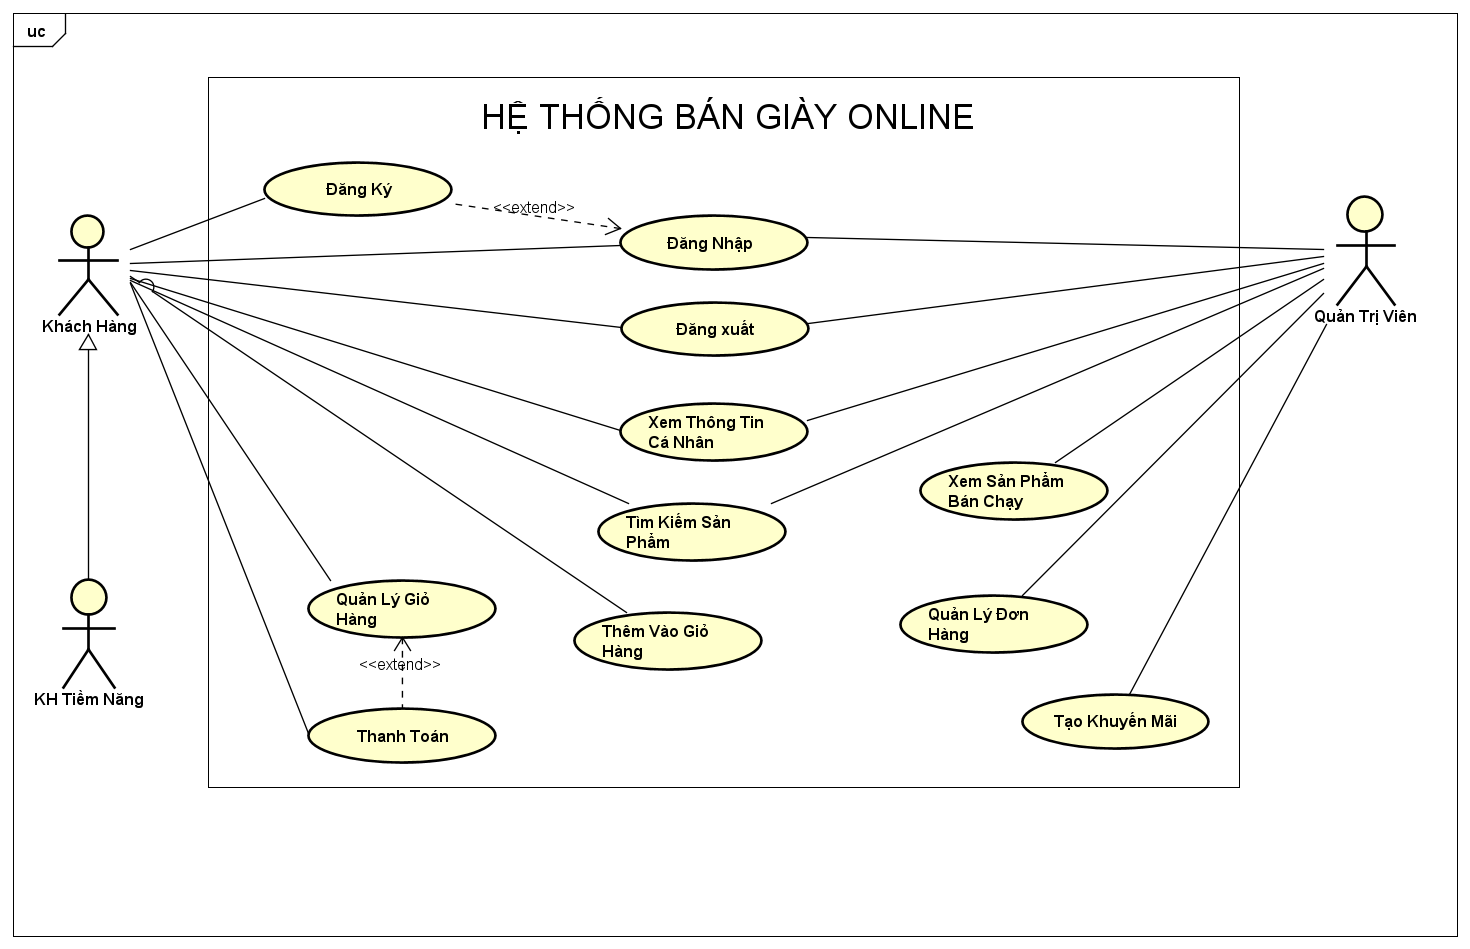 uc
HỆ THỐNG BÁN GIÀY ONLINE
Đăng Ký
<<extend>>
Đăng Nhập
Khách Hàng
Quản Trị Viên
Đăng xuất
Xem Thông Tin
Cá Nhân
Xem Sản Phẩm
Bán Chạy
Tìm Kiếm Sản
Phẩm
Quản Lý Giỏ
Hàng
Thêm Vào Giỏ
Hàng
Quản Lý Đơn
Hàng
<<extend>>
KH Tiềm Năng
Thanh Toán
Tạo Khuyến Mãi